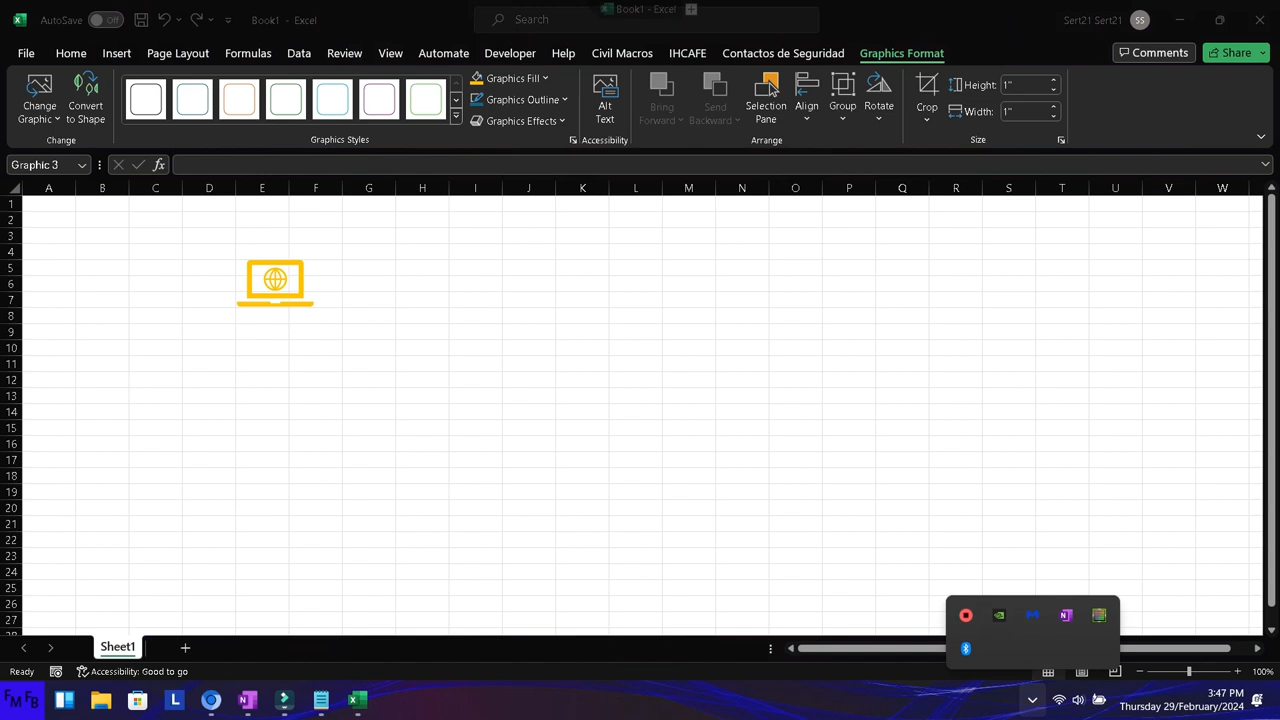 AutoSave Off Book1 - Excel Search Book1 - Excel Sert21 Sert21 SS
File Home Insert Page Layout Formulas Data Review View Automate Developer Help Civil Macros IHCAFE Contactos de Seguridad Graphics Format Comments Share
Change Graphic
Convert to Shape
Change
Graphics Fill
Graphics Outline
Graphics Effects
Graphics Styles
Alt Text
Accessibility
Bring Forward
Send Backward
Selection Pane
Align
Group
Rotate
Arrange
Crop
Height: 1"
Width: 1"
Size
Graphic 3 fx
A B C D E F G H I J K L M N O P Q R S T U V W
1
2
3
4
5
6
7
8
9
10
11
12
13
14
15
16
17
18
19
20
21
22
23
24
25
26
27
28
Sheet1
Ready Accessibility: Good to go 100%
FM FB L 3:47 PM
Thursday 29/February/2024